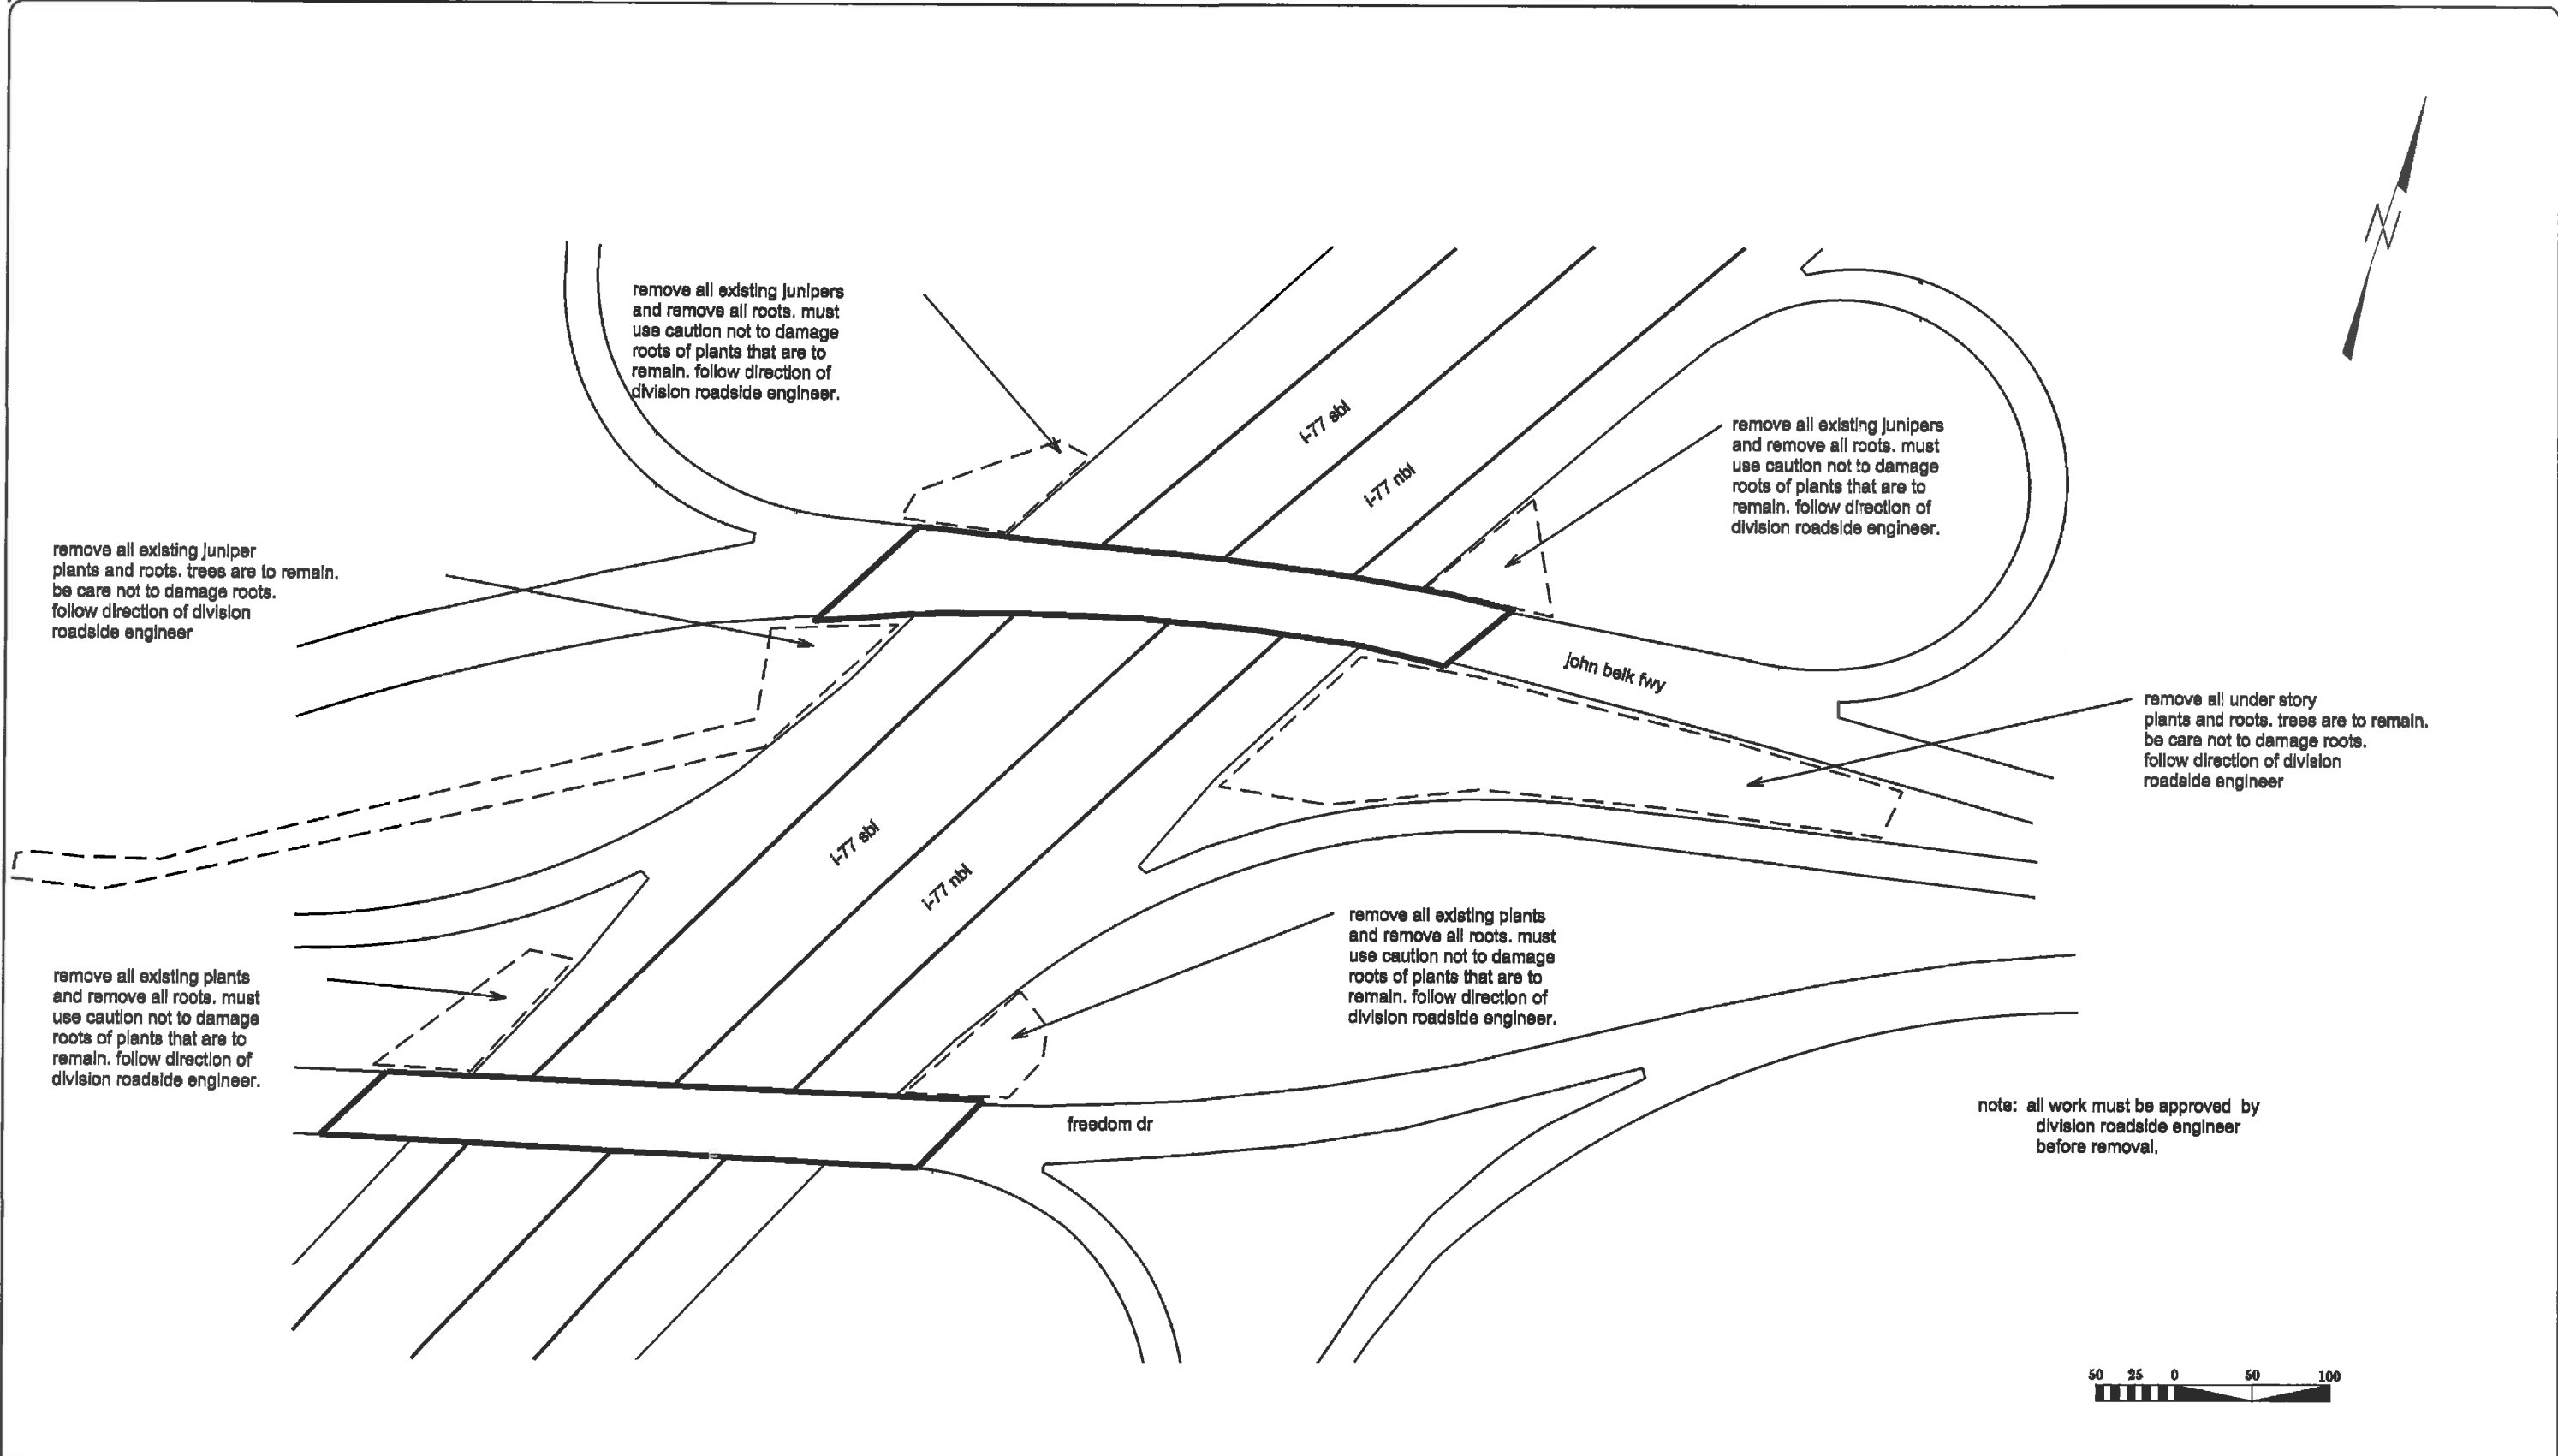 remove all existing junipers
and remove all roots. must
use caution not to damage
roots of plants that are to
remain. follow direction of
division roadside engineer.
i-77 sbl
i-77 nbl
remove all existing junipers
and remove all roots. must
use caution not to damage
roots of plants that are to
remain. follow direction of
division roadside engineer.
N
remove all existing juniper
plants and roots. trees are to remain.
be care not to damage roots.
follow direction of division
roadside engineer
john belk fwy
remove all under story
plants and roots. trees are to remain.
be care not to damage roots.
follow direction of division
roadside engineer
i-77 sbl
i-77 nbl
remove all existing plants
and remove all roots. must
use caution not to damage
roots of plants that are to
remain. follow direction of
division roadside engineer.
remove all existing plants
and remove all roots. must
use caution not to damage
roots of plants that are to
remain. follow direction of
division roadside engineer.
freedom dr
note: all work must be approved by
division roadside engineer
before removal.
50 25 0 50 100